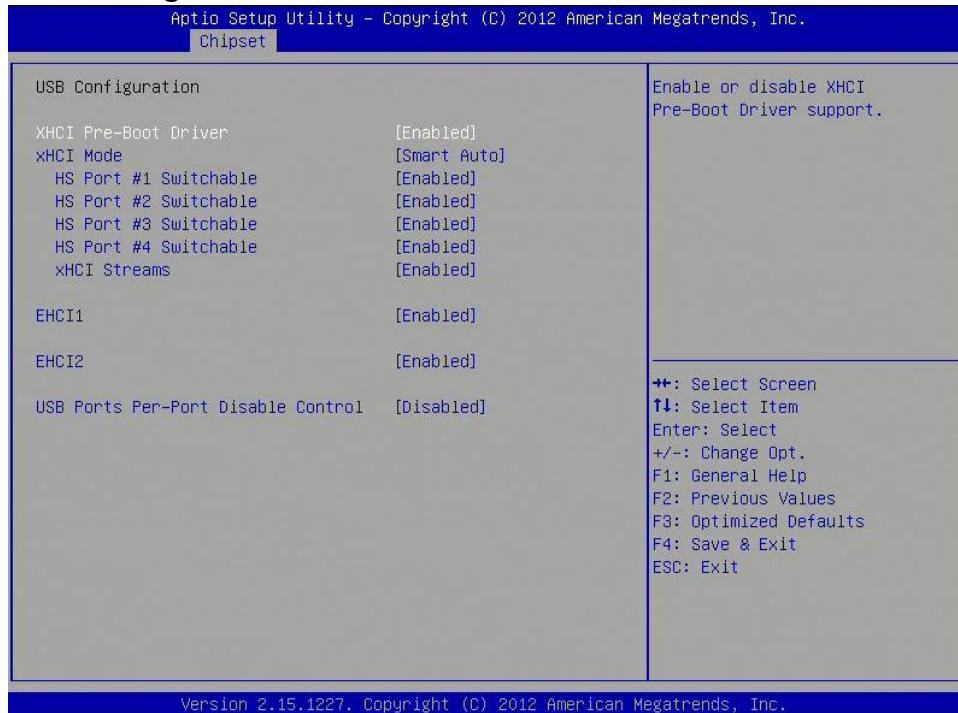 Aptio Setup Utility – Copyright (C) 2012 American Megatrends, Inc.
Chipset
USB Configuration
XHCI Pre-Boot Driver [Enabled]
xHCI Mode [Smart Auto]
HS Port #1 Switchable [Enabled]
HS Port #2 Switchable [Enabled]
HS Port #3 Switchable [Enabled]
HS Port #4 Switchable [Enabled]
xHCI Streams [Enabled]
EHCI1 [Enabled]
EHCI2 [Enabled]
USB Ports Per-Port Disable Control [Disabled]
Enable or disable XHCI
Pre-Boot Driver support.
→←: Select Screen
↑↓: Select Item
Enter: Select
+/-: Change Opt.
F1: General Help
F2: Previous Values
F3: Optimized Defaults
F4: Save & Exit
ESC: Exit
Version 2.15.1227. Copyright (C) 2012 American Megatrends, Inc.